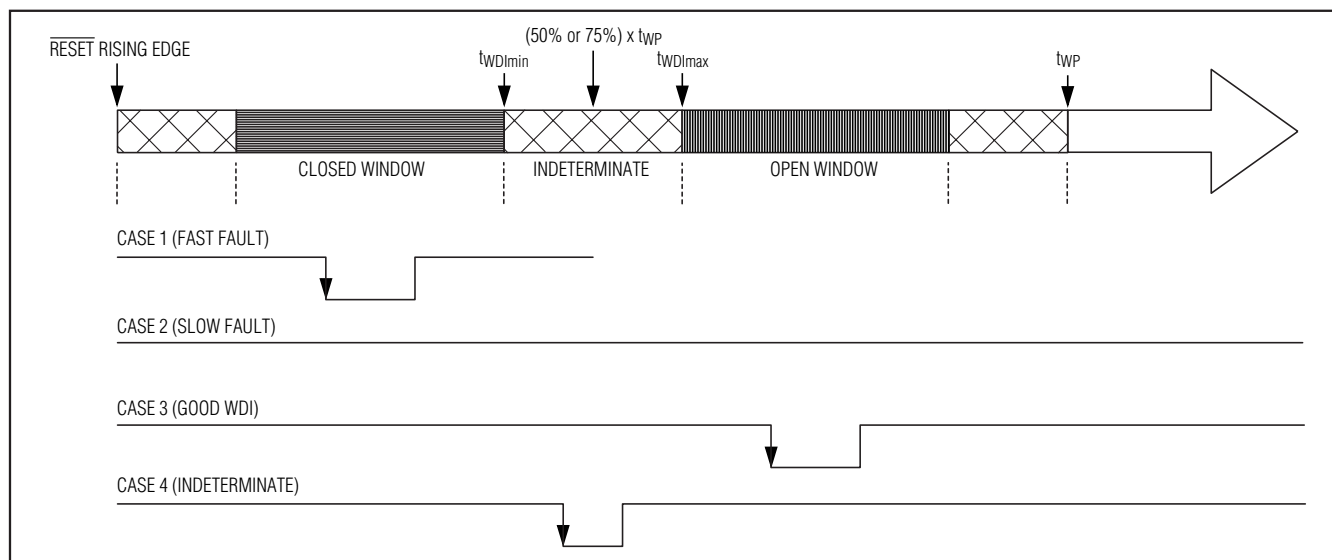 (50% or 75%) x tWP
RESET RISING EDGE
tWDImin
tWDImax
tWP
CLOSED WINDOW
INDETERMINATE
OPEN WINDOW
CASE 1 (FAST FAULT)
CASE 2 (SLOW FAULT)
CASE 3 (GOOD WDI)
CASE 4 (INDETERMINATE)